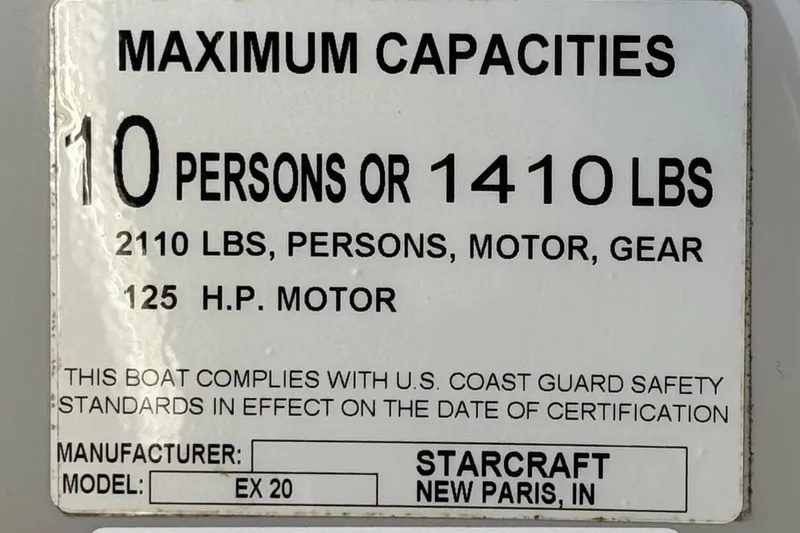 MAXIMUM CAPACITIES
10 PERSONS OR 1410 LBS
2110 LBS, PERSONS, MOTOR, GEAR
125 H.P. MOTOR
THIS BOAT COMPLIES WITH U.S. COAST GUARD SAFETY
STANDARDS IN EFFECT ON THE DATE OF CERTIFICATION
MANUFACTURER: STARCRAFT
MODEL: EX 20 NEW PARIS, IN